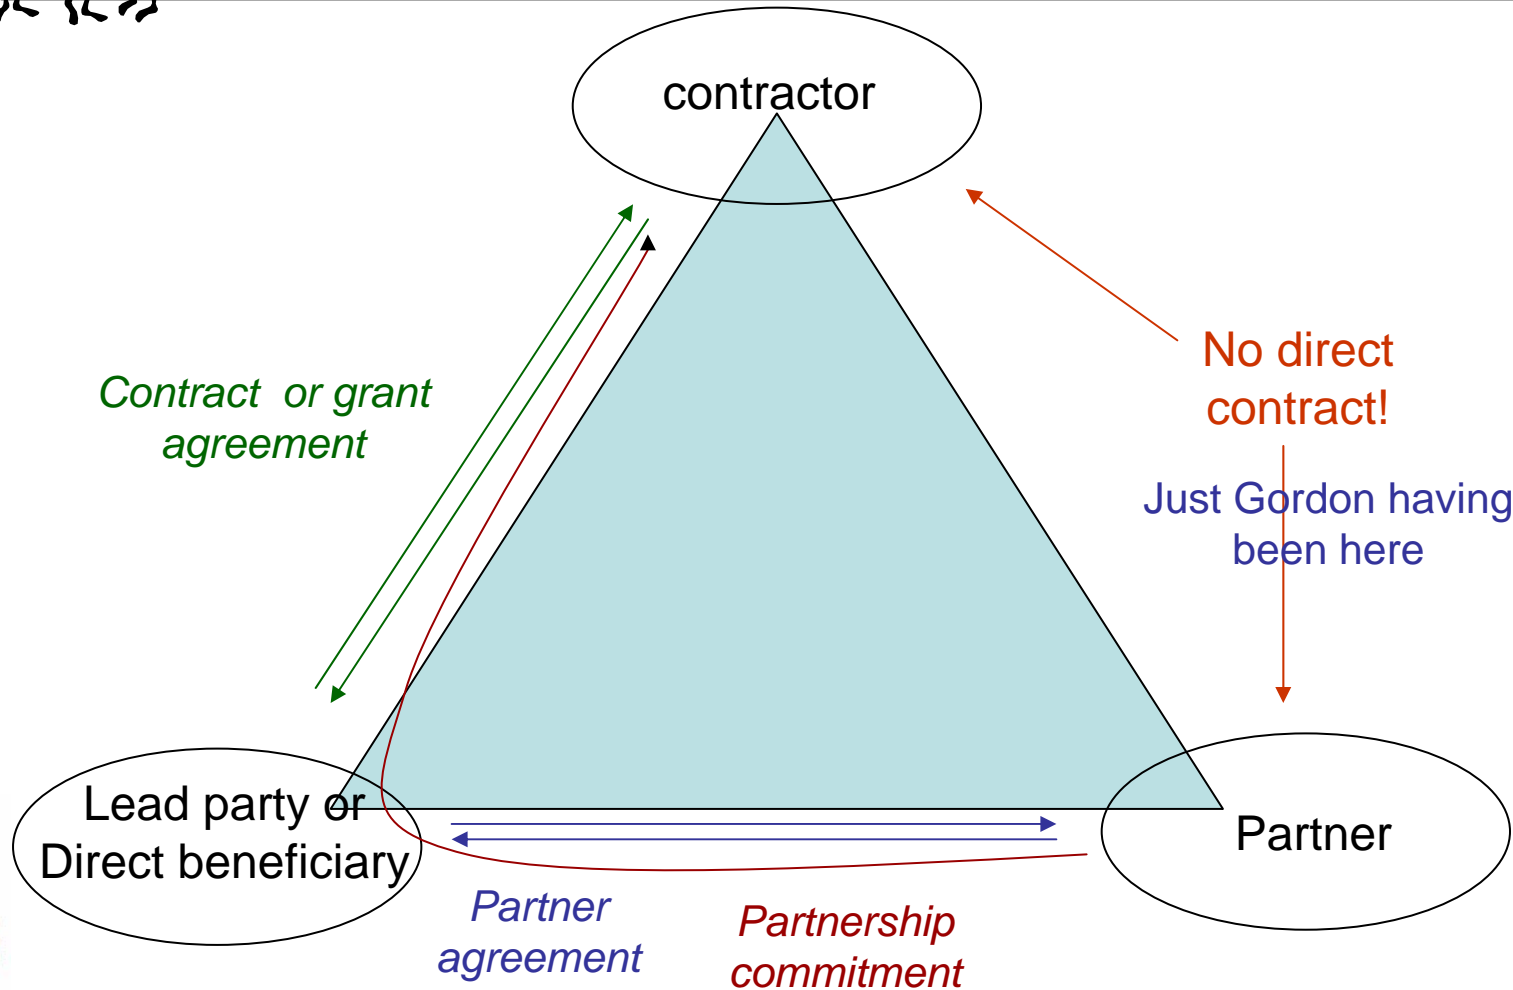 contractor
No direct
contract!
Contract  or grant
agreement
Just Gordon having
been here
Lead party or
Direct beneficiary
Partner
Partner
agreement
Partnership
commitment